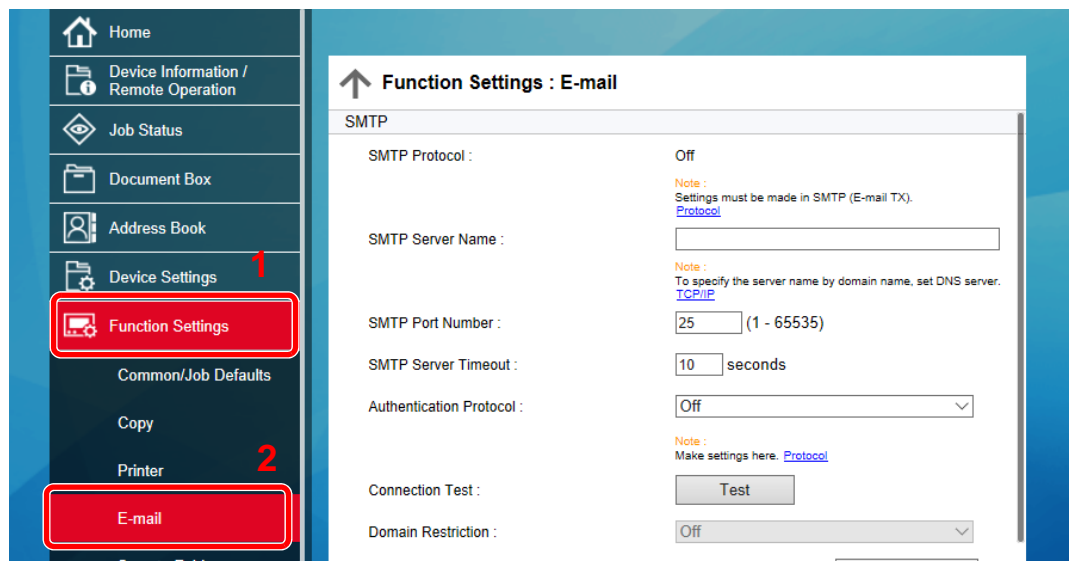 Home
Device Information /
Remote Operation
Job Status
Document Box
Address Book
1
Device Settings
Function Settings
Common/Job Defaults
Copy
Printer
2
E-mail
Function Settings : E-mail
SMTP
SMTP Protocol :
Off
Note :
Settings must be made in SMTP (E-mail TX).
Protocol
SMTP Server Name :
Note :
To specify the server name by domain name, set DNS server.
TCP/IP
SMTP Port Number :
25 (1 - 65535)
SMTP Server Timeout :
10 seconds
Authentication Protocol :
Off
Note :
Make settings here. Protocol
Connection Test :
Test
Domain Restriction :
Off